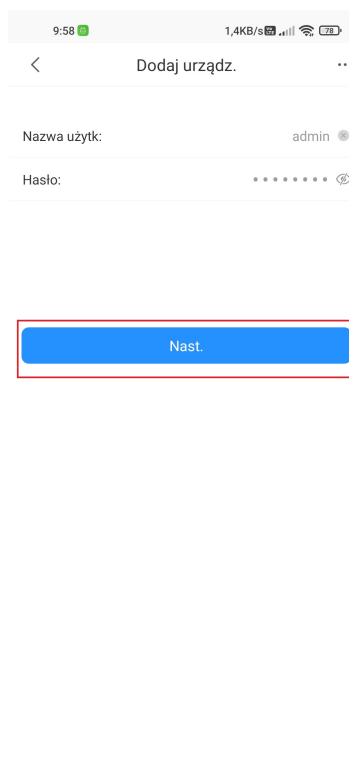 9:58 1,4KB/s 78
Dodaj urządz.
Nazwa użytk: admin
Hasło: ••••••••
Nast.